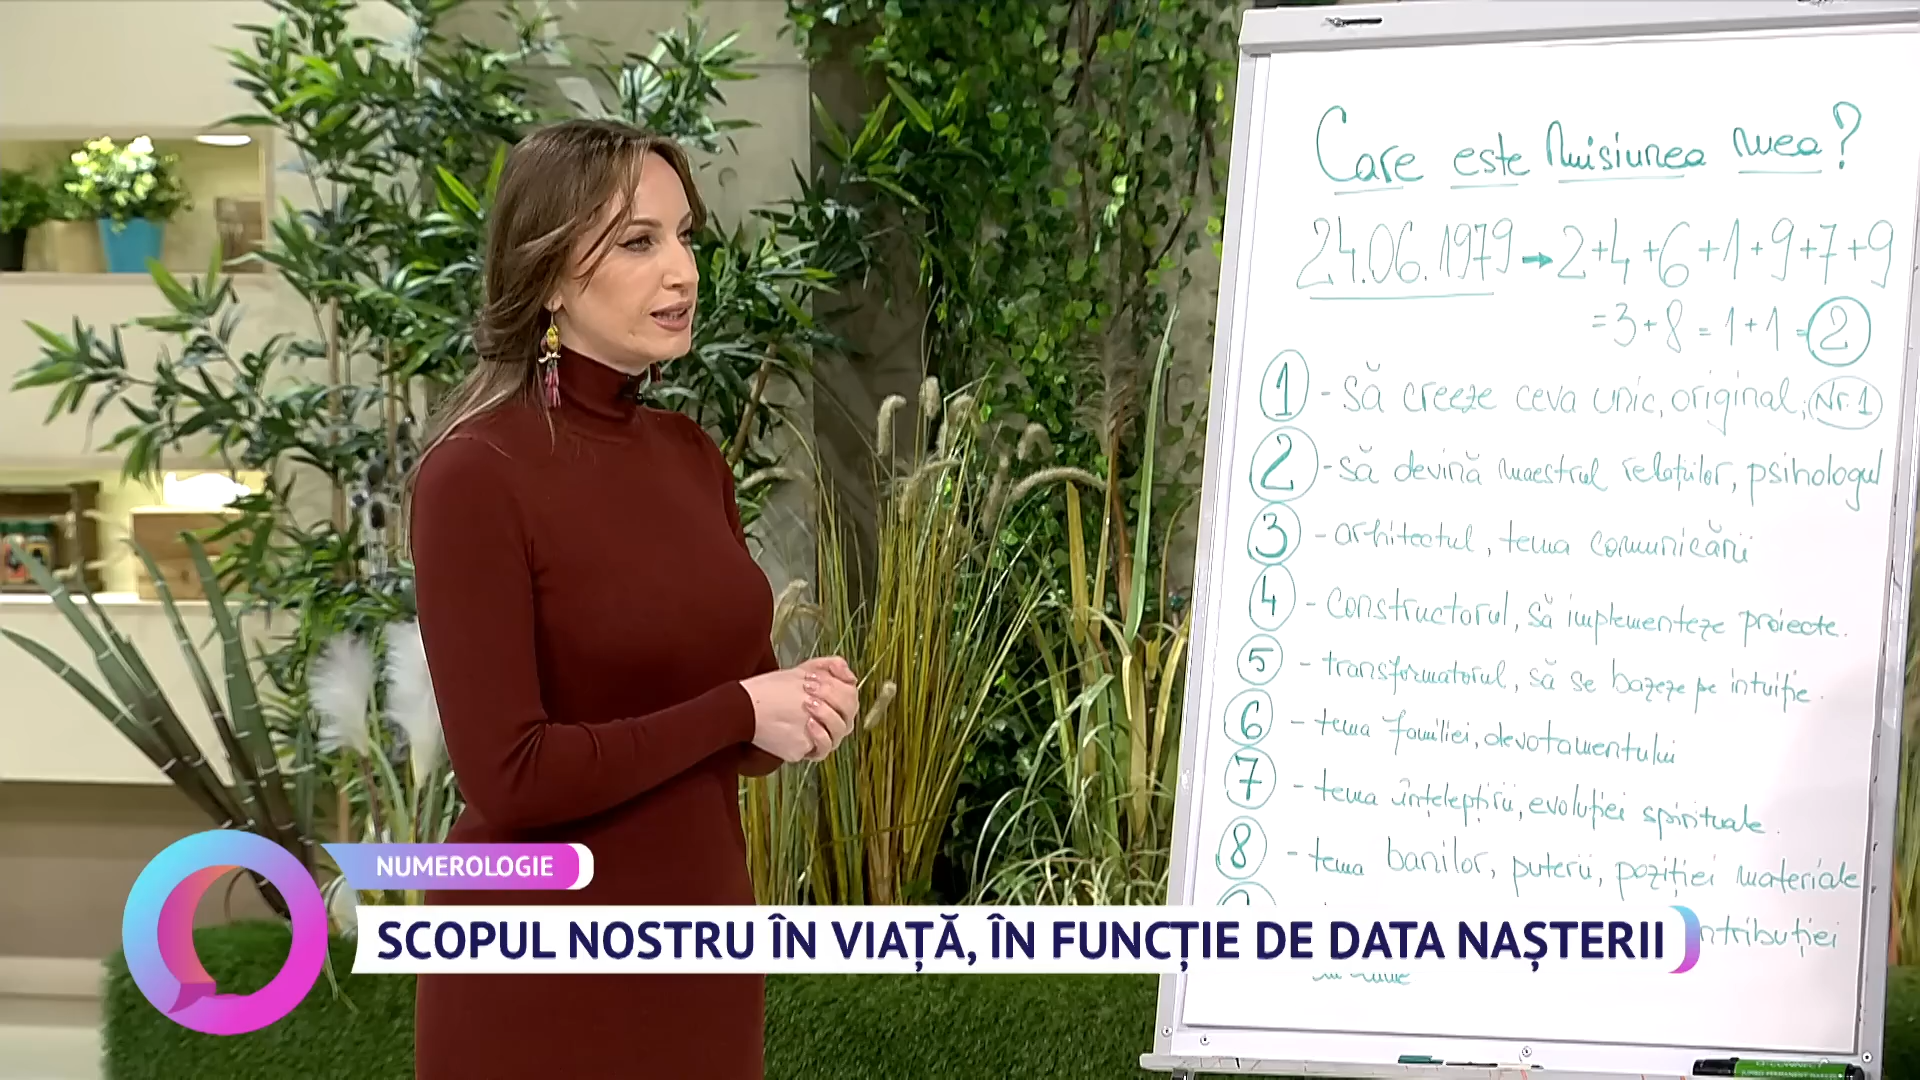 Care este misiunea mea?
24.06.1979 → 2+4+6+1+9+7+9
=3+8=1+1=2
1 - Să creeze ceva unic, original, Nr.1
2 - să devină maestrul relațiilor, psihologul
3 - arhitectul, tema comunicării
4 - constructorul, să implementeze proiecte.
5 - transformatorul, să se bazeze pe intuiție.
6 - tema familiei, devotamentului
7 - tema înțelepțirii, evoluției spirituale.
8 - tema banilor, puterii, poziției materiale
NUMEROLOGIE
SCOPUL NOSTRU ÎN VIAȚĂ, ÎN FUNCȚIE DE DATA NAȘTERII
ntribuției